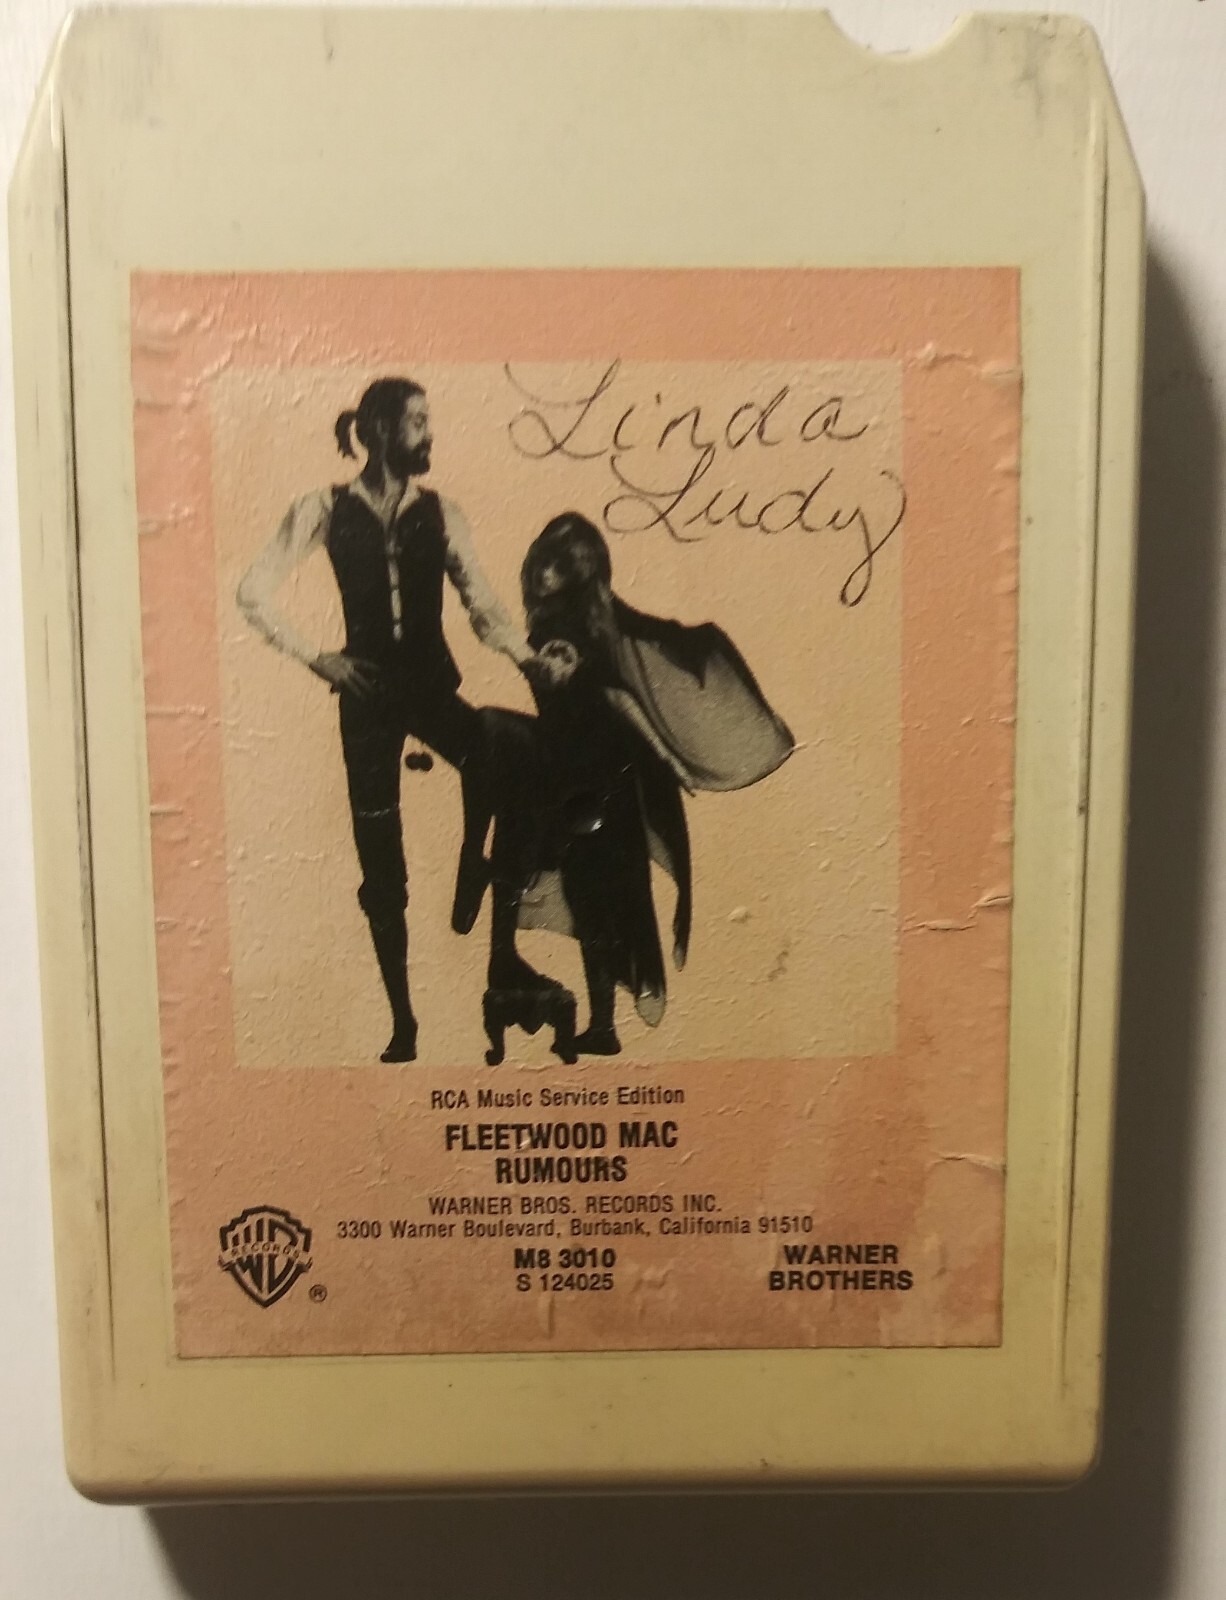 Linda
Ludy
RCA Music Service Edition
FLEETWOOD MAC
RUMOURS
WARNER BROS. RECORDS INC.
3300 Warner Boulevard, Burbank, California 91510
M8 3010
S 124025
WARNER
BROTHERS
RECORDS
®